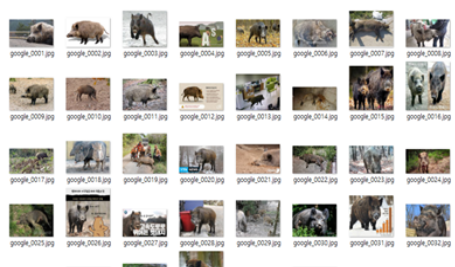 google_0001.jpg google_0002.jpg google_0003.jpg google_0004.jpg google_0005.jpg google_0006.jpg google_0007.jpg google_0008.jpg
google_0009.jpg google_0010.jpg google_0011.jpg google_0012.jpg google_0013.jpg google_0014.jpg google_0015.jpg google_0016.jpg
google_0017.jpg google_0018.jpg google_0019.jpg google_0020.jpg google_0021.jpg google_0022.jpg google_0023.jpg google_0024.jpg
google_0025.jpg google_0026.jpg google_0027.jpg google_0028.jpg google_0029.jpg google_0030.jpg google_0031.jpg google_0032.jpg